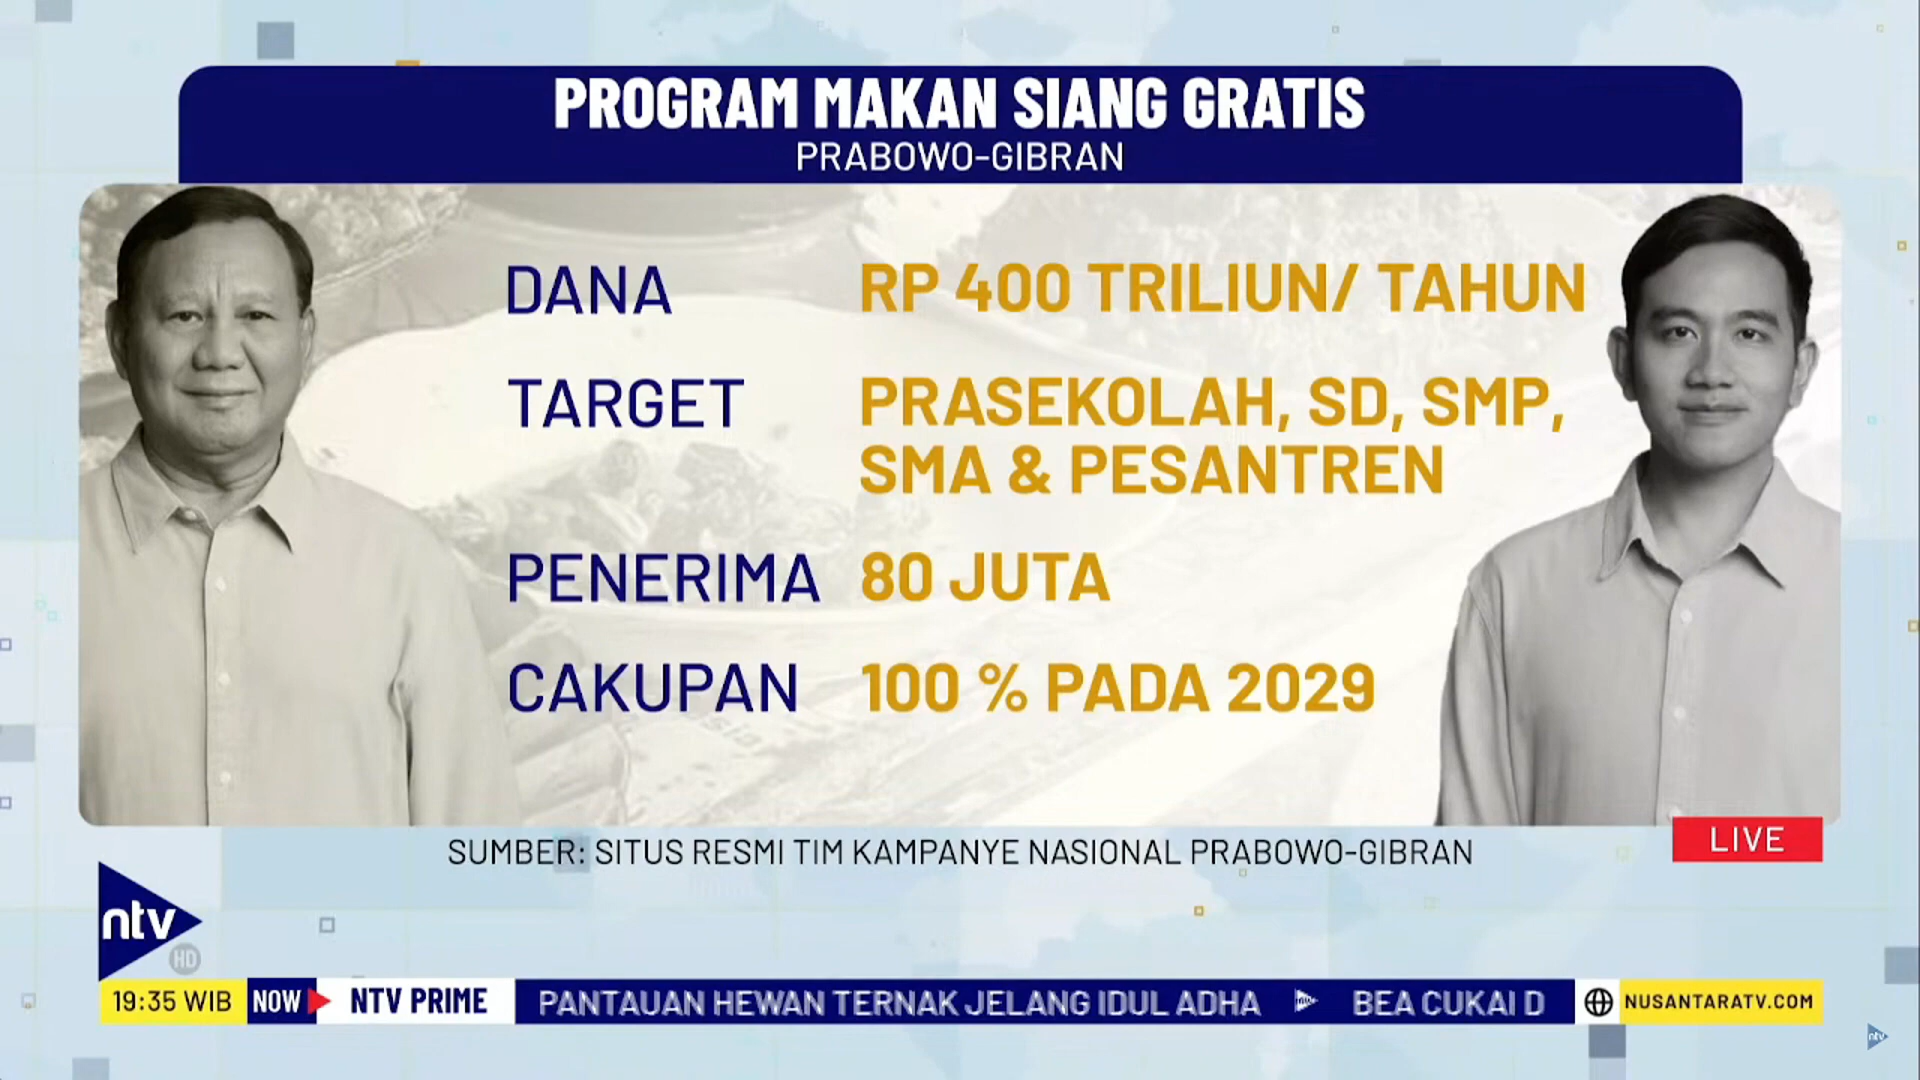 PROGRAM MAKAN SIANG GRATIS
PRABOWO-GIBRAN
DANA RP 400 TRILIUN/ TAHUN
TARGET PRASEKOLAH, SD, SMP,
SMA & PESANTREN
PENERIMA 80 JUTA
CAKUPAN 100 % PADA 2029
SUMBER: SITUS RESMI TIM KAMPANYE NASIONAL PRABOWO-GIBRAN
LIVE
ntv
HD
19:35 WIB NOW NTV PRIME PANTAUAN HEWAN TERNAK JELANG IDUL ADHA ntv BEA CUKAI D NUSANTARATV.COM
ntv